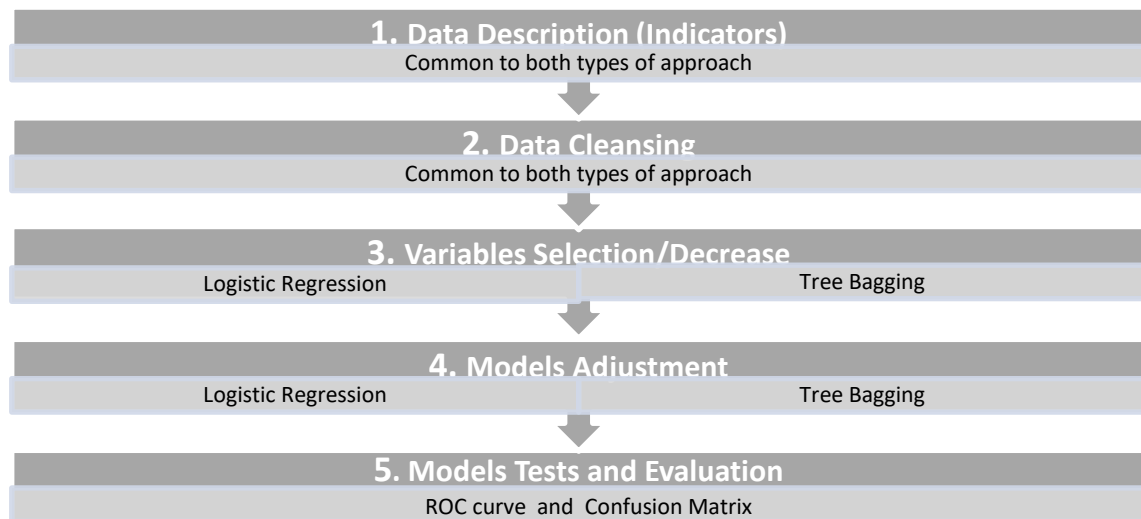 1. Data Description (Indicators)
Common to both types of approach
2. Data Cleansing
Common to both types of approach
3. Variables Selection/Decrease
Logistic Regression
Tree Bagging
4. Models Adjustment
Logistic Regression
Tree Bagging
5. Models Tests and Evaluation
ROC curve and Confusion Matrix